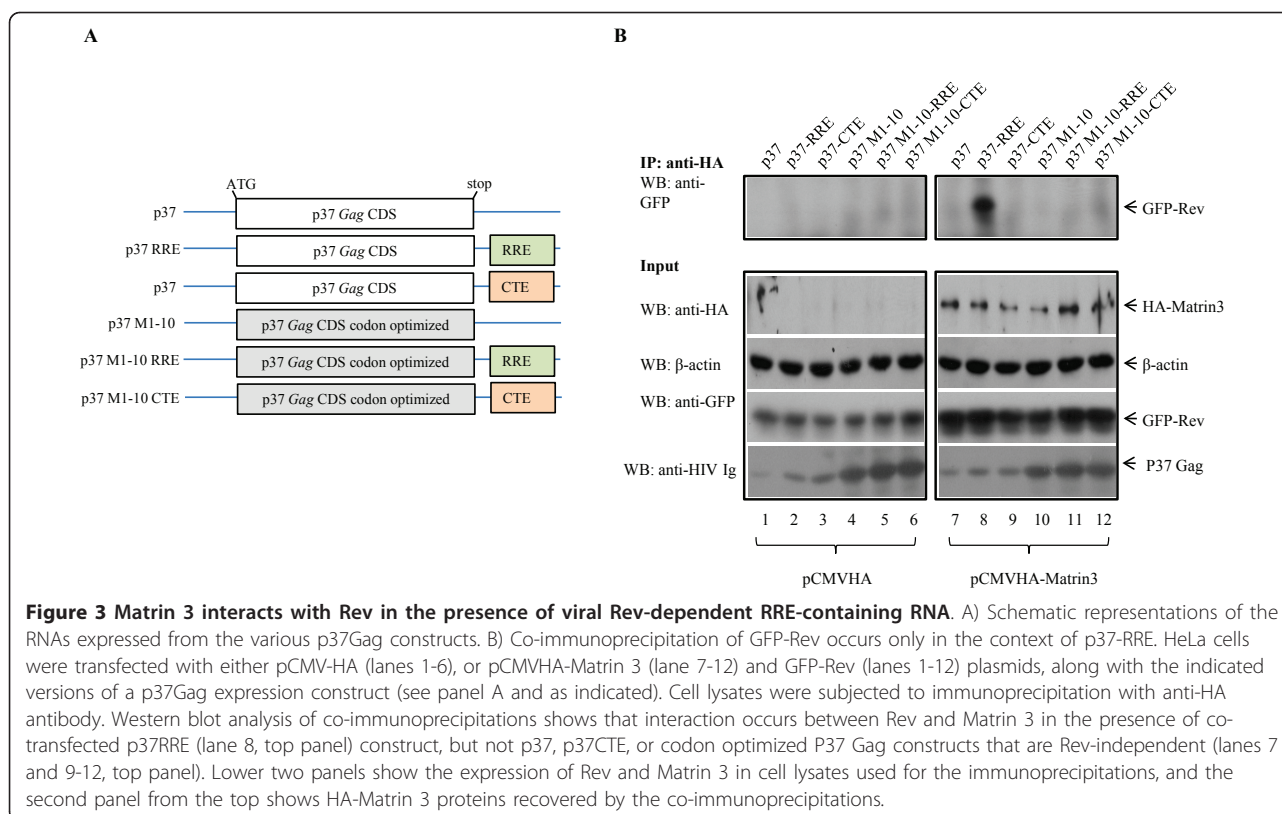 A
ATG
stop
p37
p37 Gag CDS
p37 RRE
p37 Gag CDS
RRE
p37
p37 Gag CDS
CTE
p37 M1-10
p37 Gag CDS codon optimized
p37 M1-10 RRE
p37 Gag CDS codon optimized
RRE
p37 M1-10 CTE
p37 Gag CDS codon optimized
CTE
B
p37
p37-RRE
p37-CTE
p37 M1-10
p37 M1-10-RRE
p37 M1-10-CTE
p37
p37-RRE
p37-CTE
p37 M1-10
p37 M1-10-RRE
p37 M1-10-CTE
IP: anti-HA
WB: anti-
GFP
GFP-Rev
Input
WB: anti-HA
HA-Matrin3
WB: β-actin
β-actin
WB: anti-GFP
GFP-Rev
WB: anti-HIV Ig
P37 Gag
1 2 3 4 5 6 7 8 9 10 11 12
pCMVHA
pCMVHA-Matrin3
Figure 3 Matrin 3 interacts with Rev in the presence of viral Rev-dependent RRE-containing RNA. A) Schematic representations of the
RNAs expressed from the various p37Gag constructs. B) Co-immunoprecipitation of GFP-Rev occurs only in the context of p37-RRE. HeLa cells
were transfected with either pCMV-HA (lanes 1-6), or pCMVHA-Matrin 3 (lane 7-12) and GFP-Rev (lanes 1-12) plasmids, along with the indicated
versions of a p37Gag expression construct (see panel A and as indicated). Cell lysates were subjected to immunoprecipitation with anti-HA
antibody. Western blot analysis of co-immunoprecipitations shows that interaction occurs between Rev and Matrin 3 in the presence of co-
transfected p37RRE (lane 8, top panel) construct, but not p37, p37CTE, or codon optimized P37 Gag constructs that are Rev-independent (lanes 7
and 9-12, top panel). Lower two panels show the expression of Rev and Matrin 3 in cell lysates used for the immunoprecipitations, and the
second panel from the top shows HA-Matrin 3 proteins recovered by the co-immunoprecipitations.